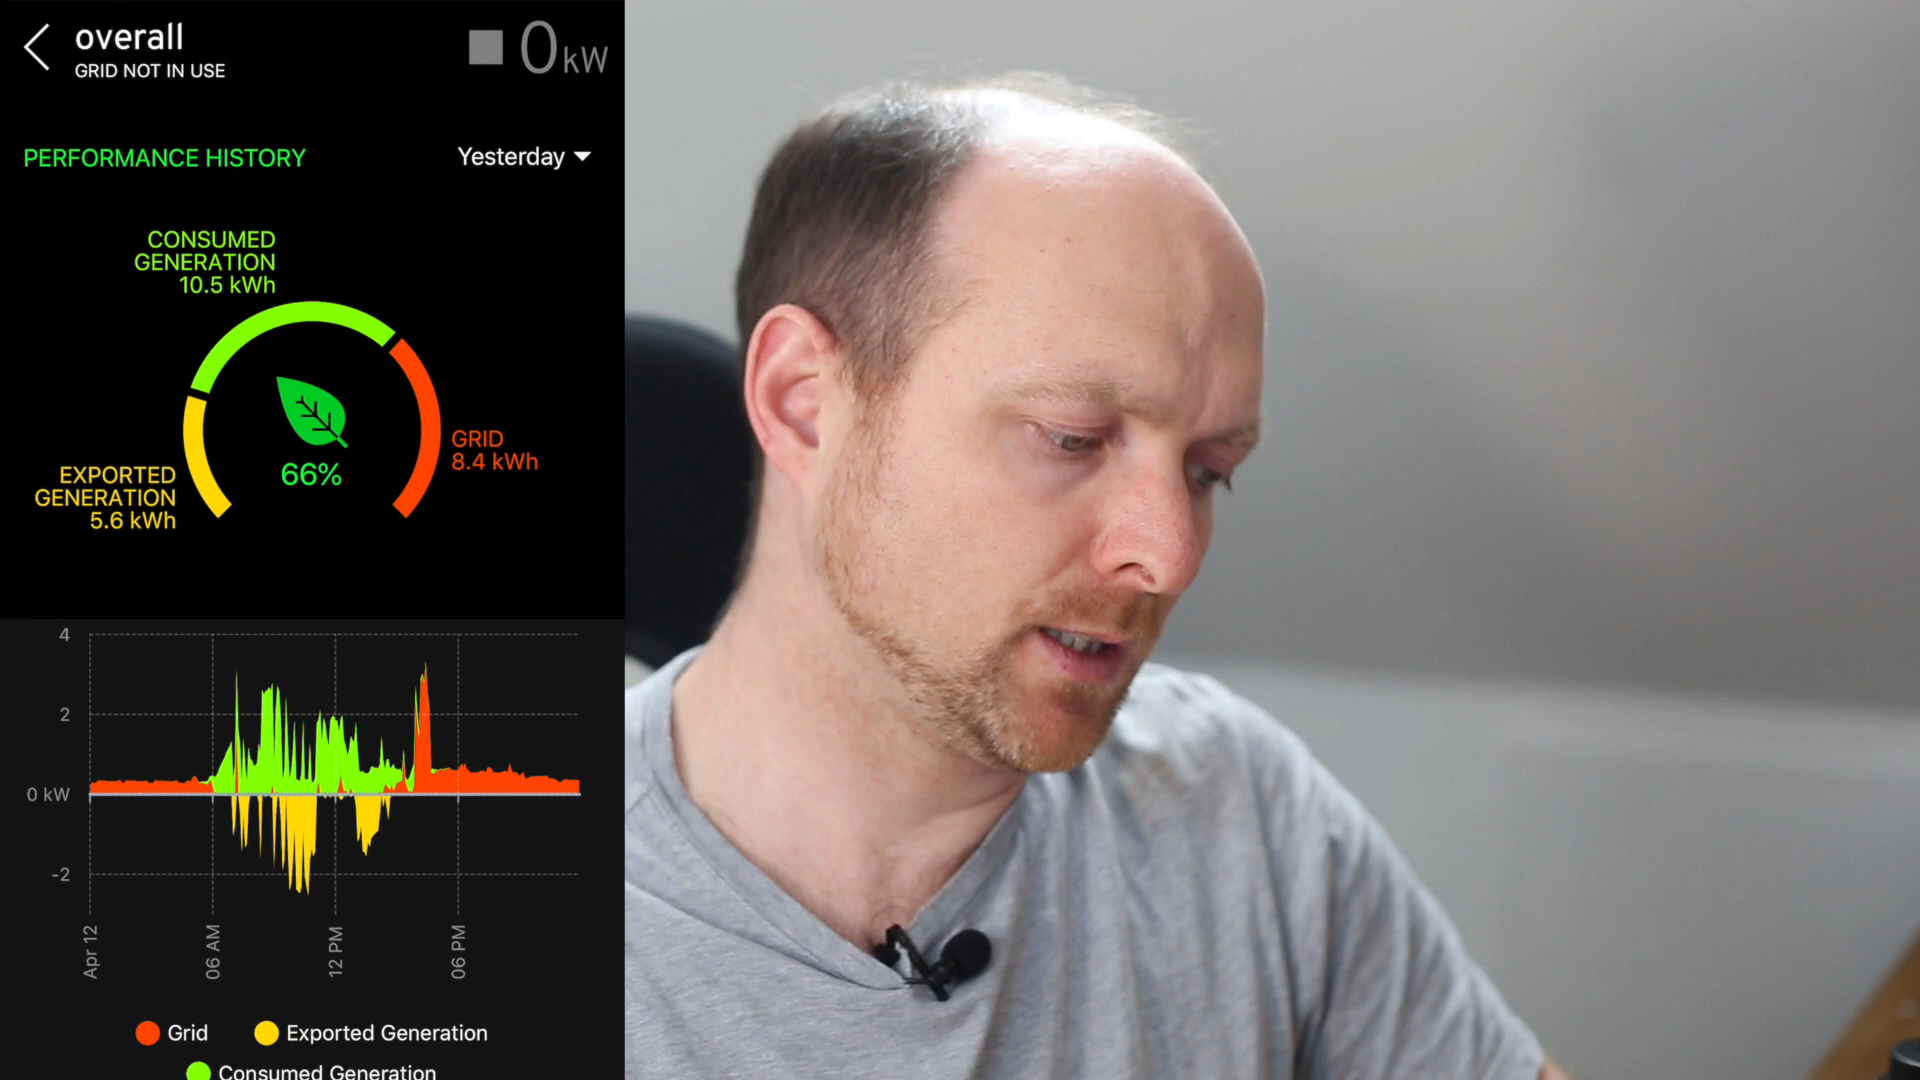 overall
GRID NOT IN USE
0 kW
PERFORMANCE HISTORY
Yesterday
CONSUMED
GENERATION
10.5 kWh
GRID
8.4 kWh
66%
EXPORTED
GENERATION
5.6 kWh
4
2
0 kW
-2
Apr 12
06 AM
12 PM
06 PM
Grid
Exported Generation
Consumed Generation